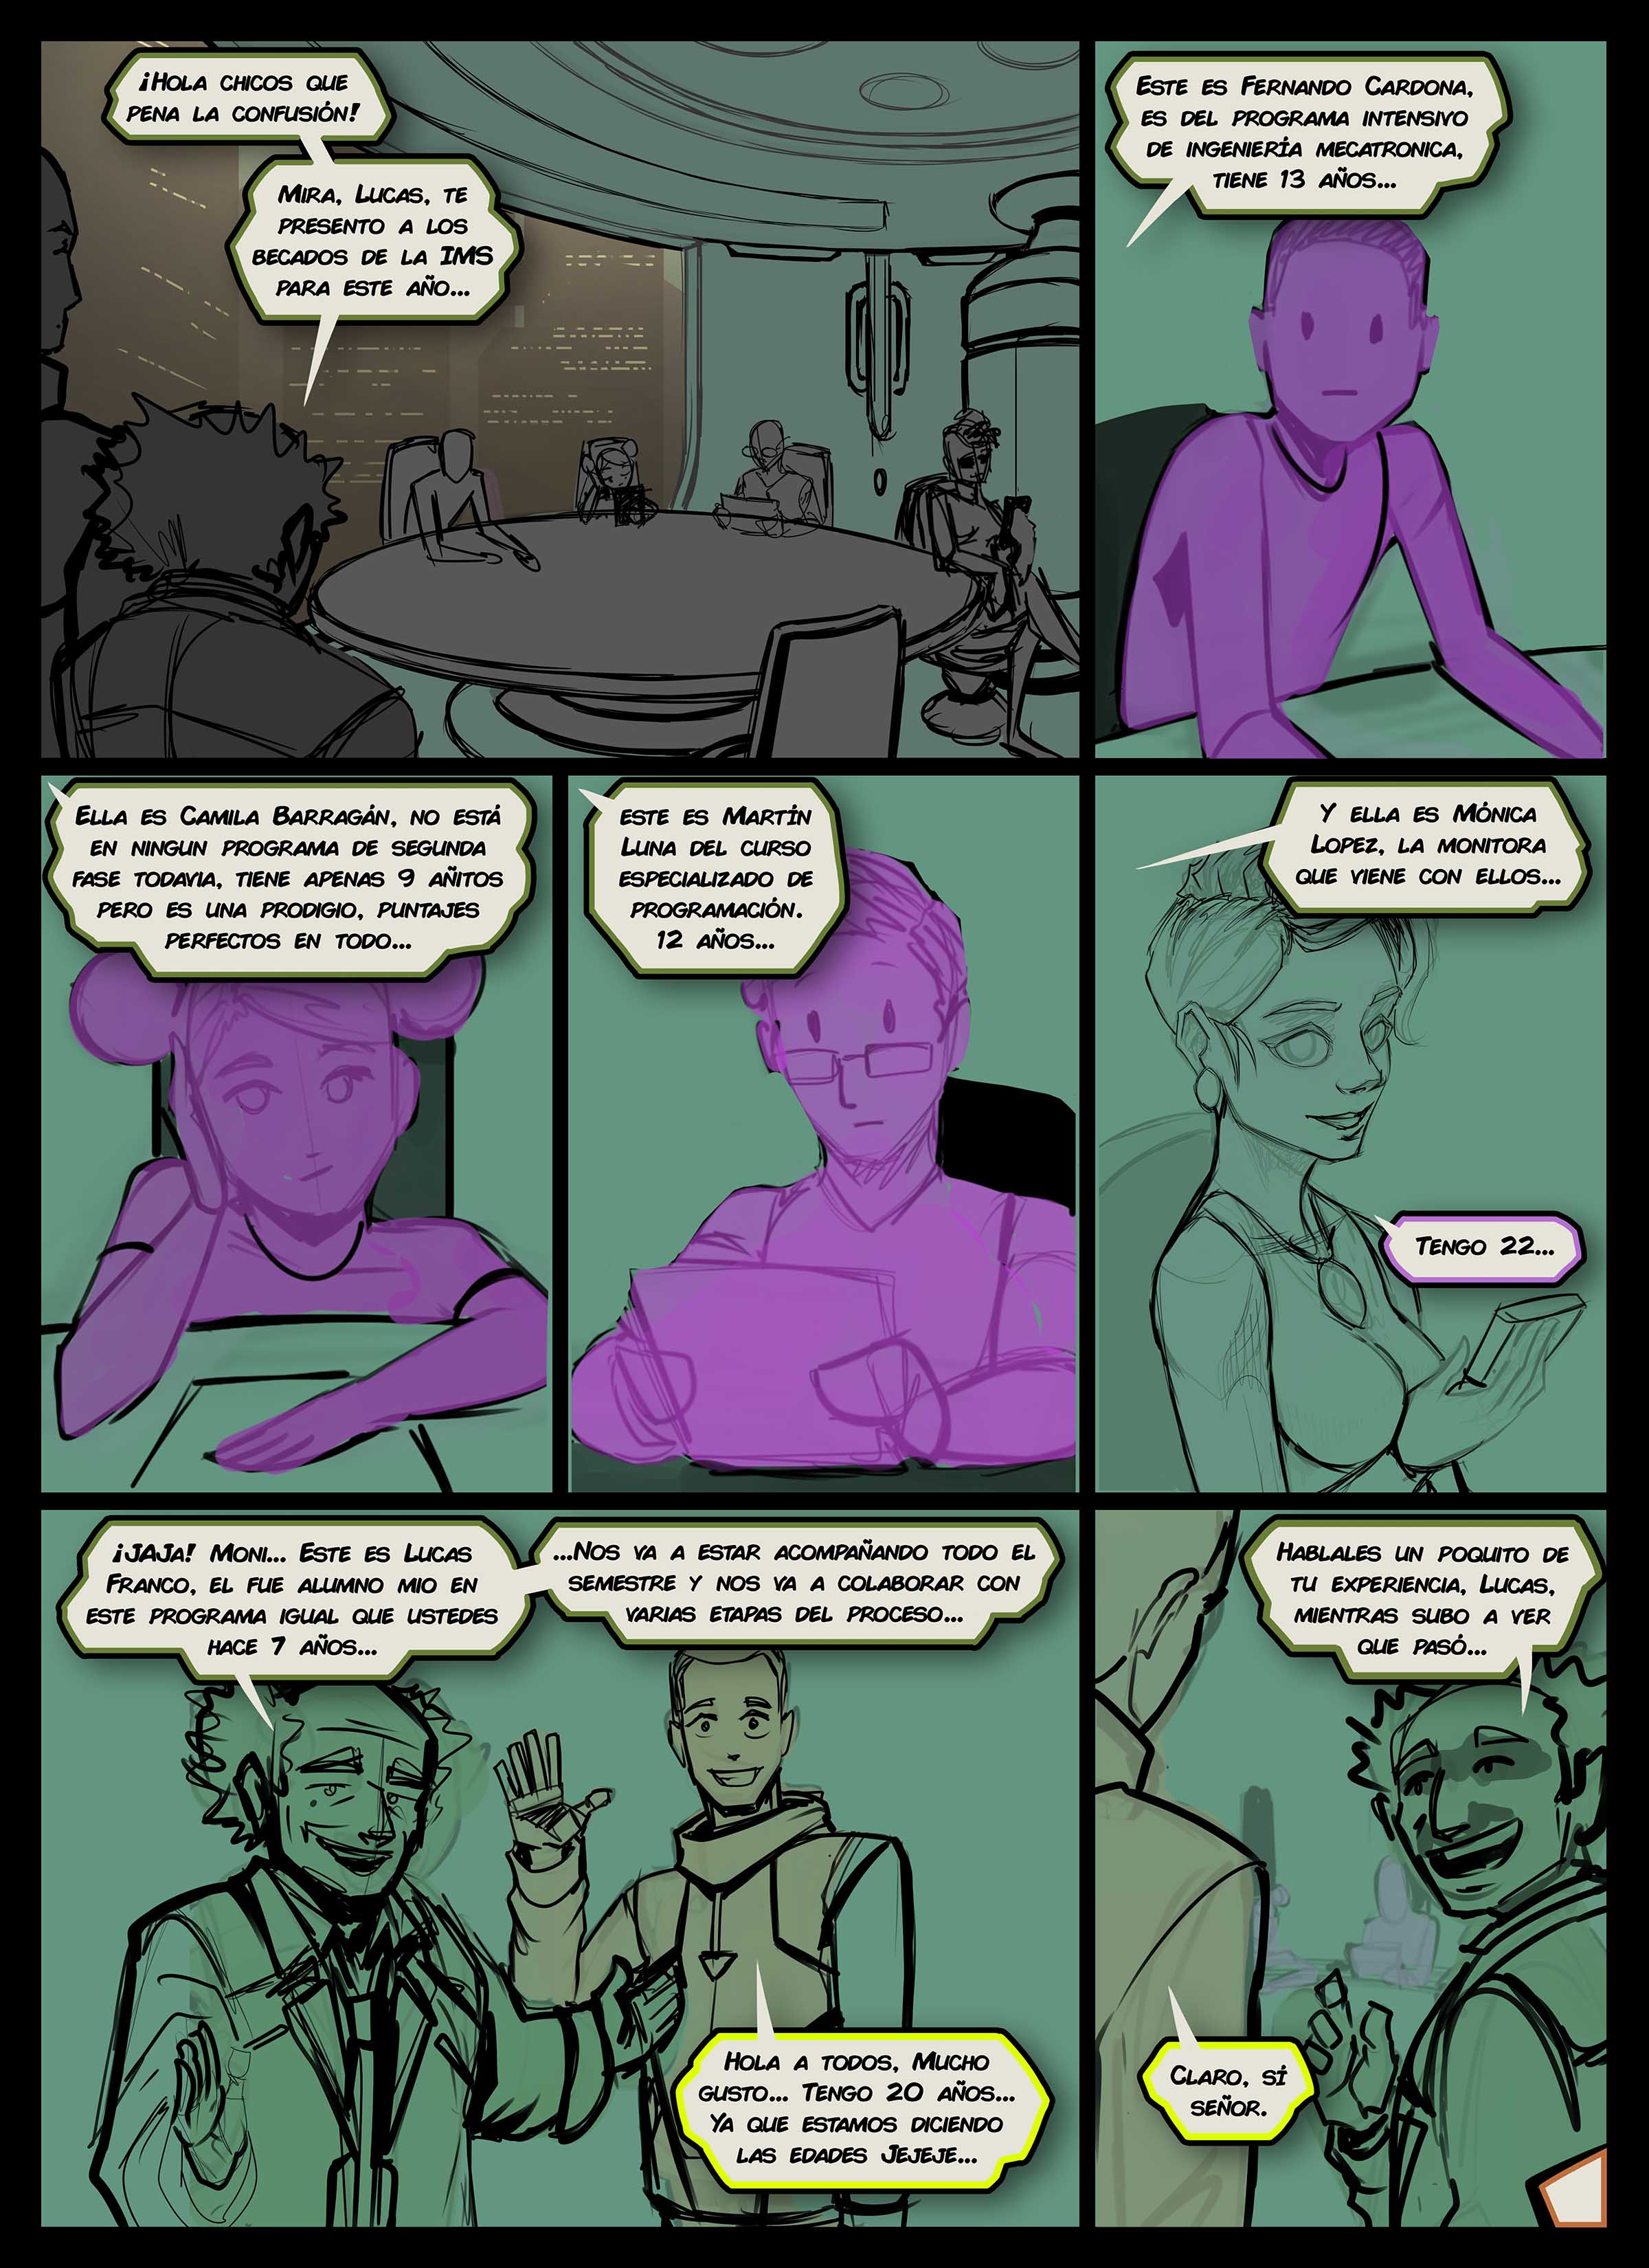 ¡HOLA CHICOS QUE
PENA LA CONFUSIÓN!
MIRA, LUCAS, TE
PRESENTO A LOS
BECADOS DE LA IMS
PARA ESTE AÑO...
ESTE ES FERNANDO CARDONA,
ES DEL PROGRAMA INTENSIVO
DE INGENIERÍA MECATRONICA,
TIENE 13 AÑOS...
ELLA ES CAMILA BARRAGÁN, NO ESTÁ
EN NINGUN PROGRAMA DE SEGUNDA
FASE TODAVIA, TIENE APENAS 9 AÑITOS
PERO ES UNA PRODIGIO, PUNTAJES
PERFECTOS EN TODO...
ESTE ES MARTÍN
LUNA DEL CURSO
ESPECIALIZADO DE
PROGRAMACIÓN.
12 AÑOS...
Y ELLA ES MÓNICA
LOPEZ, LA MONITORA
QUE VIENE CON ELLOS...
TENGO 22...
¡JAJA! MONI... ESTE ES LUCAS
FRANCO, EL FUE ALUMNO MIO EN
ESTE PROGRAMA IGUAL QUE USTEDES
HACE 7 AÑOS...
...NOS VA A ESTAR ACOMPAÑANDO TODO EL
SEMESTRE Y NOS VA A COLABORAR CON
VARIAS ETAPAS DEL PROCESO...
HOLA A TODOS, MUCHO
GUSTO... TENGO 20 AÑOS...
YA QUE ESTAMOS DICIENDO
LAS EDADES JEJEJE...
HABLALES UN POQUITO DE
TU EXPERIENCIA, LUCAS,
MIENTRAS SUBO A VER
QUE PASÓ...
CLARO, SÍ
SEÑOR.